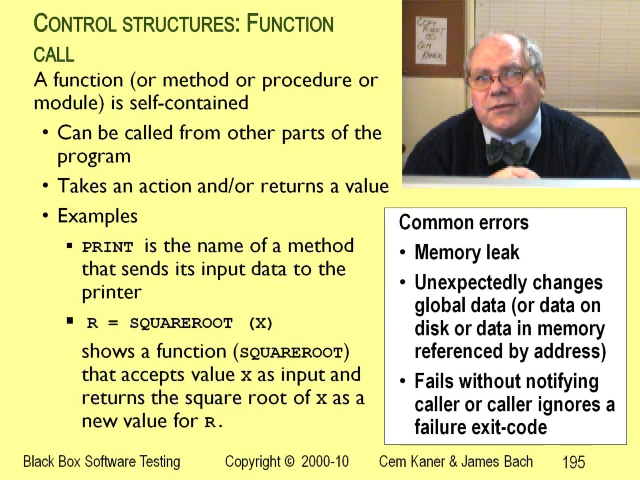 CONTROL STRUCTURES: FUNCTION
CALL
A function (or method or procedure or
module) is self-contained
• Can be called from other parts of the
program
• Takes an action and/or returns a value
• Examples
▪ PRINT is the name of a method
that sends its input data to the
printer
▪ R = SQUAREROOT (X)
shows a function (SQUAREROOT)
that accepts value X as input and
returns the square root of X as a
new value for R.
COPY
RIGHT
CEM
KANER
Common errors
• Memory leak
• Unexpectedly changes
global data (or data on
disk or data in memory
referenced by address)
• Fails without notifying
caller or caller ignores a
failure exit-code
Black Box Software Testing Copyright © 2000-10 Cem Kaner & James Bach 195